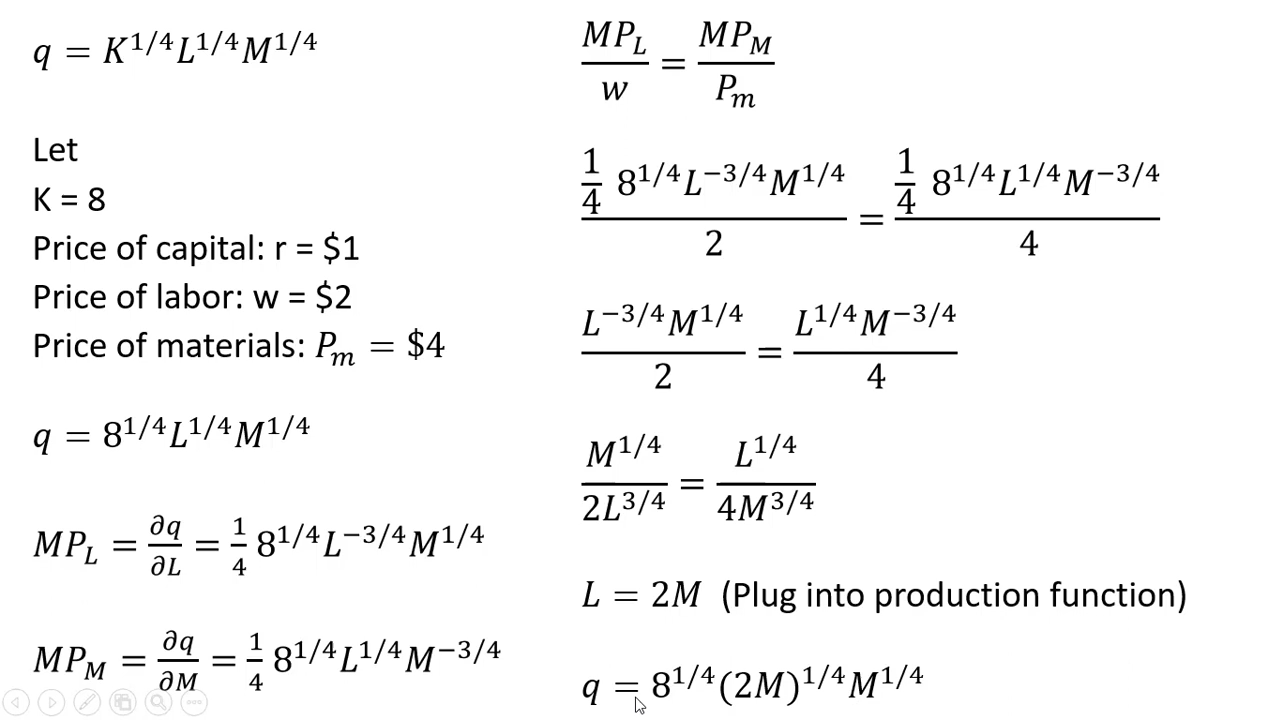 q = K^{1/4}L^{1/4}M^{1/4}
Let
K = 8
Price of capital: r = $1
Price of labor: w = $2
Price of materials: P_m = $4
q = 8^{1/4}L^{1/4}M^{1/4}
MP_L = ∂q/∂L = 1/4 8^{1/4}L^{-3/4}M^{1/4}
MP_M = ∂q/∂M = 1/4 8^{1/4}L^{1/4}M^{-3/4}
MP_L/w = MP_M/P_m
(1/4 8^{1/4}L^{-3/4}M^{1/4})/2 = (1/4 8^{1/4}L^{1/4}M^{-3/4})/4
(L^{-3/4}M^{1/4})/2 = (L^{1/4}M^{-3/4})/4
M^{1/4}/(2L^{3/4}) = L^{1/4}/(4M^{3/4})
L = 2M (Plug into production function)
q = 8^{1/4}(2M)^{1/4}M^{1/4}